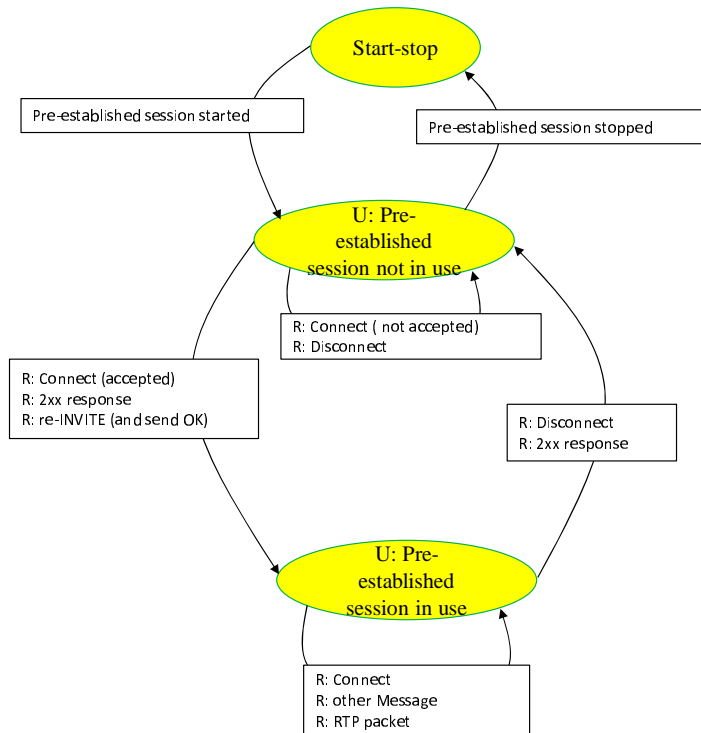 Start-stop
Pre-established session started
Pre-established session stopped
U: Pre-
established
session not in use
R: Connect ( not accepted)
R: Disconnect
R: Connect (accepted)
R: 2xx response
R: re-INVITE (and send OK)
R: Disconnect
R: 2xx response
U: Pre-
established
session in use
R: Connect
R: other Message
R: RTP packet